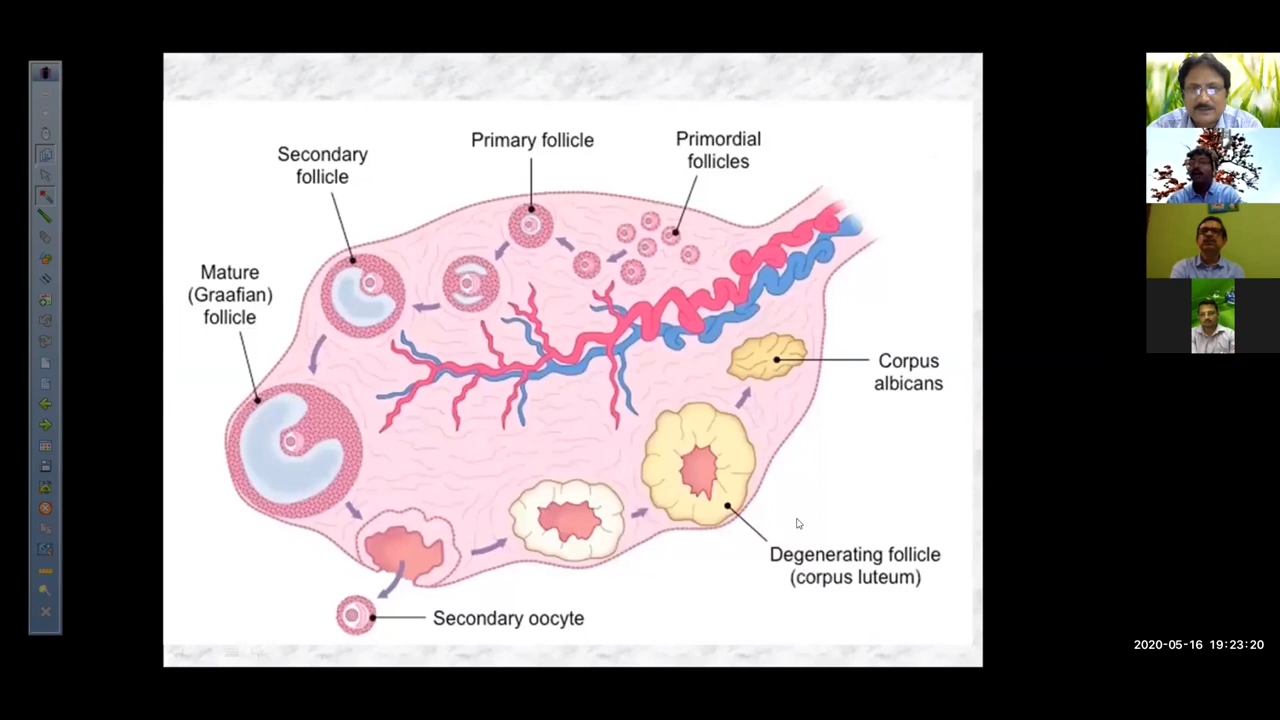 Primary follicle
Primordial
follicles
Secondary
follicle
Mature
(Graafian)
follicle
Corpus
albicans
Degenerating follicle
(corpus luteum)
Secondary oocyte
2020-05-16 19:23:20